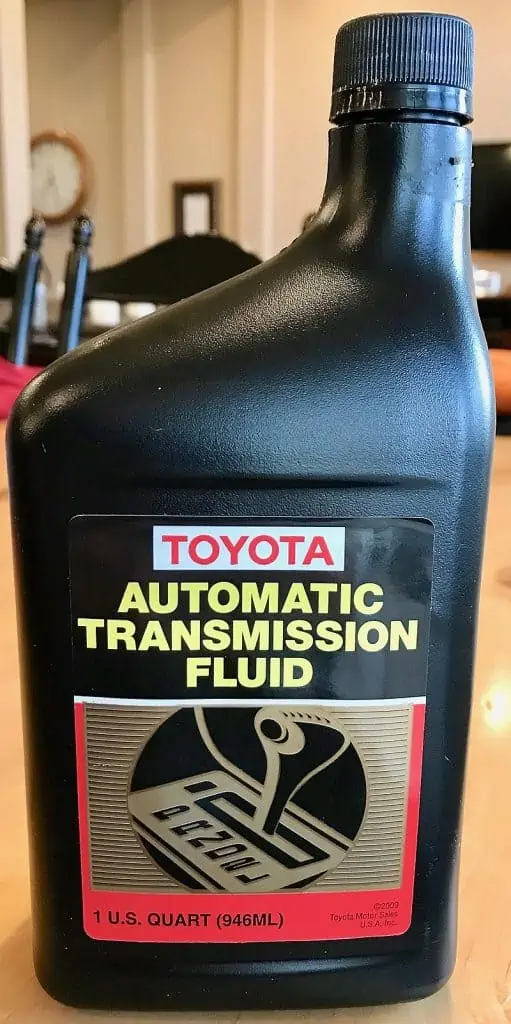 TOYOTA
AUTOMATIC
TRANSMISSION
FLUID
1 U.S. QUART (946ML)
©2009
Toyota Motor Sales
U.S.A. Inc.